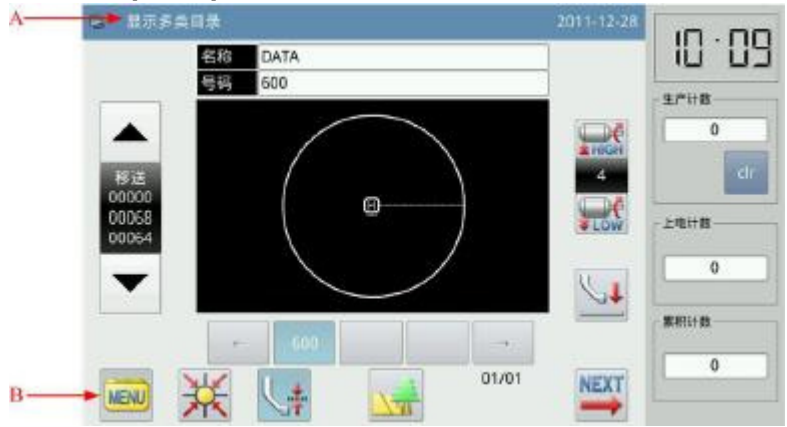 A
显示多类目录
2011-12-28
10:09
名称 DATA
号码 600
生产计数
0
clr
移送
00000
00068
00064
HIGH
4
LOW
上电计数
0
累积计数
0
← 600 →
01/01
B
MENU
NEXT